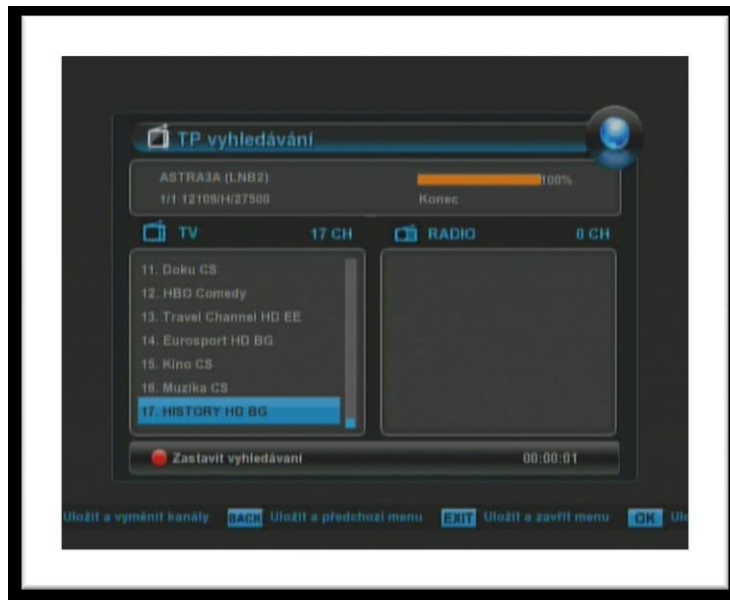 TP vyhledávání
ASTRA3A (LNB2)
100%
1/1 12109/H/27500
Konec
TV 17 CH
RADIO 0 CH
11. Doku CS
12. HBO Comedy
13. Travel Channel HD EE
14. Eurosport HD BG
15. Kino CS
16. Muzika CS
17. HISTORY HD BG
Zastavit vyhledávaní 00:00:01
Uložit a vyměnit kanály BACK Uložit a předchozí menu EXIT Uložit a zavřít menu OK Ulo